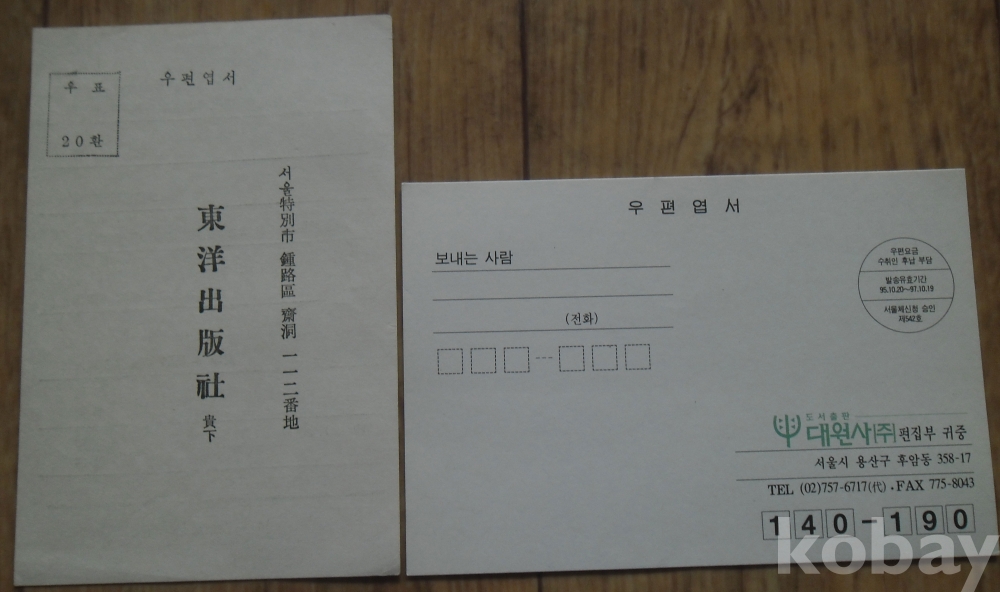 우편엽서
우 표
20환
서울特別市 鍾路區 齋洞 一一二番地
東洋出版社 貴下
우 편 엽 서
보내는 사람
(전화)
우편요금
수취인 후납 부담
발송유효기간
95.10.20~97.10.19
서울체신청 승인
제542호
도서출판
대원사(주) 편집부 귀중
서울시 용산구 후암동 358-17
TEL (02)757-6717(代) . FAX 775-8043
140-190
kobay